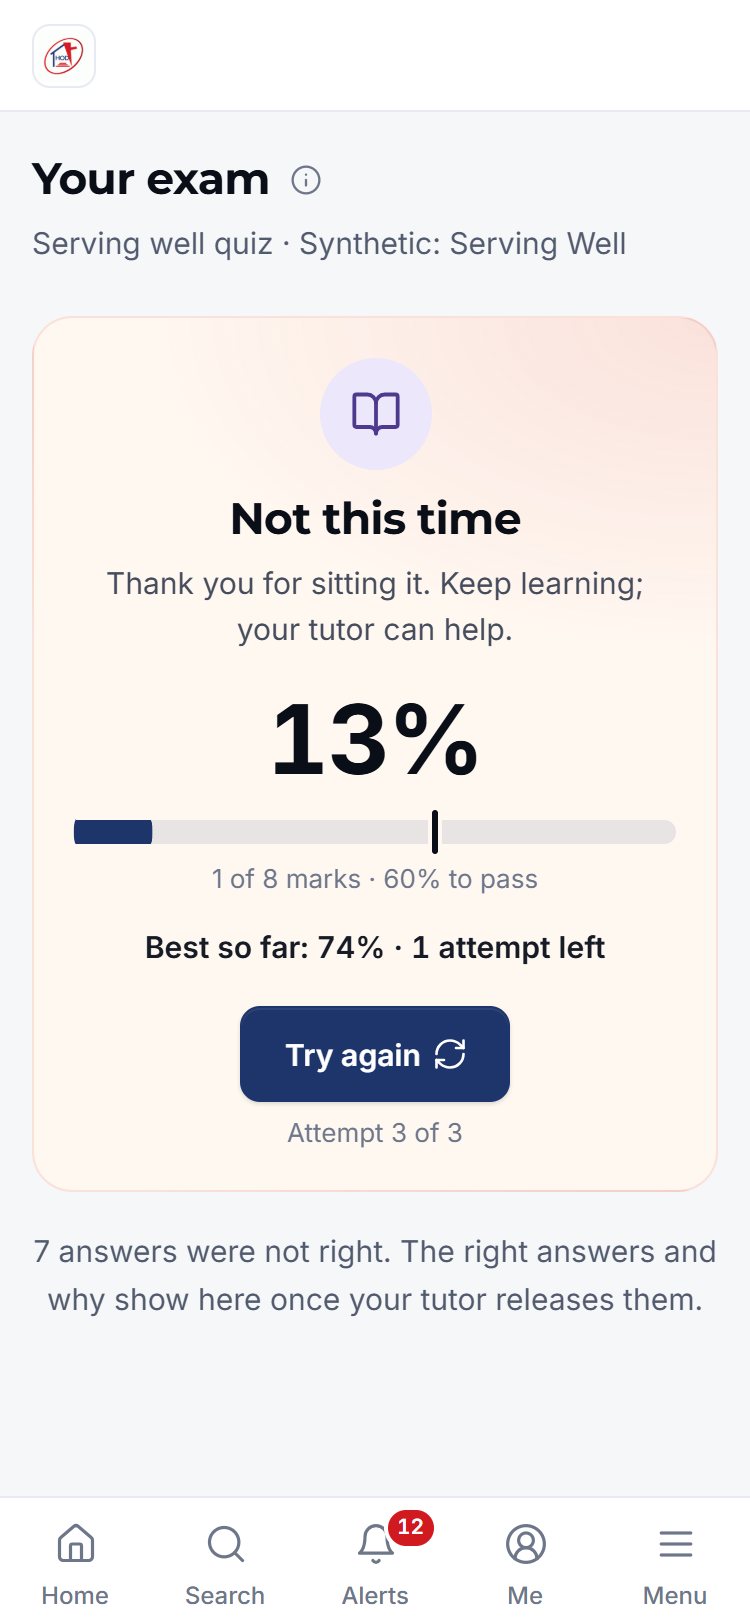 HOD
Your exam
Serving well quiz · Synthetic: Serving Well
Not this time
Thank you for sitting it. Keep learning;
your tutor can help.
13%
1 of 8 marks · 60% to pass
Best so far: 74% · 1 attempt left
Try again
Attempt 3 of 3
7 answers were not right. The right answers and
why show here once your tutor releases them.
12
Home Search Alerts Me Menu